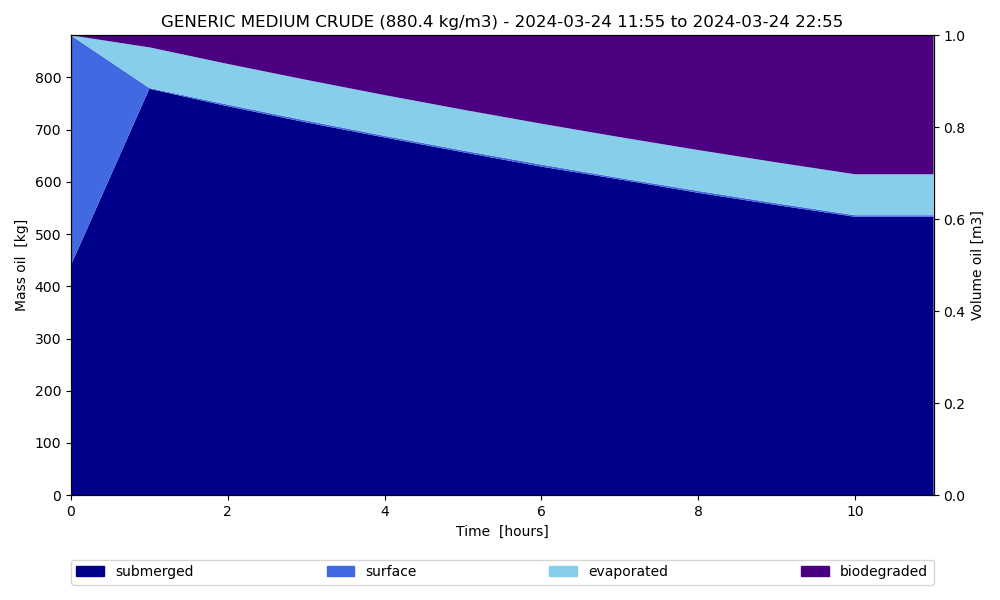 GENERIC MEDIUM CRUDE (880.4 kg/m3) - 2024-03-24 11:55 to 2024-03-24 22:55
Mass oil [kg]
800
700
600
500
400
300
200
100
0
1.0
0.8
0.6
0.4
0.2
0.0
Volume oil [m3]
0 2 4 6 8 10
Time [hours]
submerged surface evaporated biodegraded